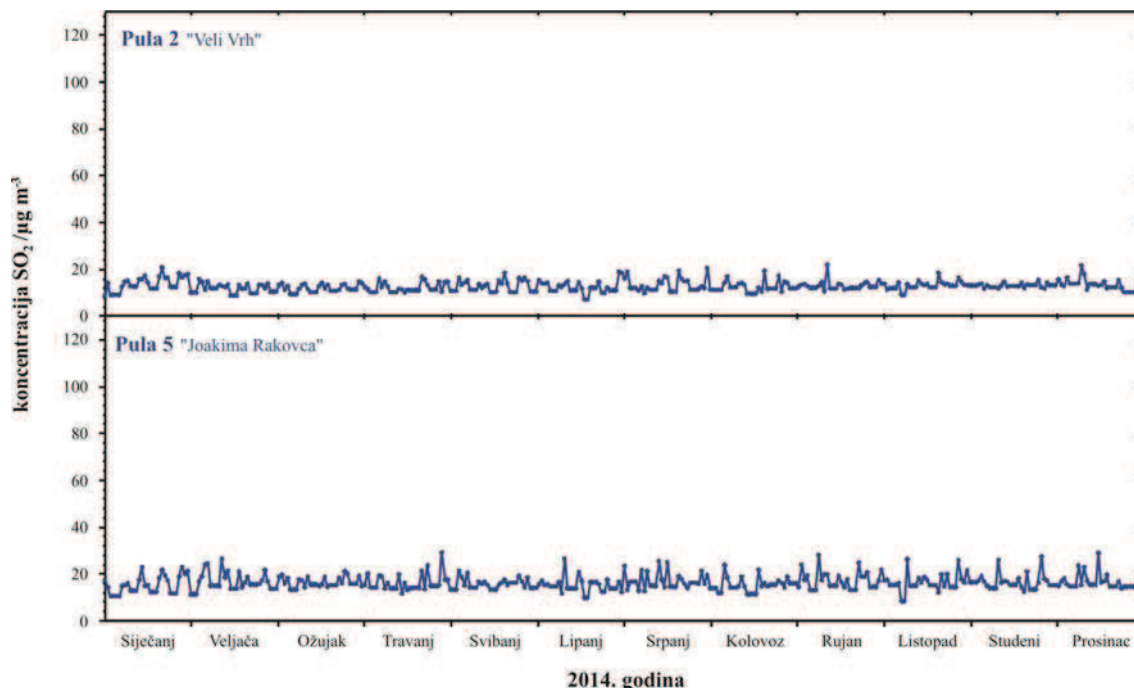 koncentracija SO₂ /µg m⁻³
Pula 2 "Veli Vrh"
120
100
80
60
40
20
0
Pula 5 "Joakima Rakovca"
120
100
80
60
40
20
0
Siječanj Veljača Ožujak Travanj Svibanj Lipanj Srpanj Kolovoz Rujan Listopad Studeni Prosinac
2014. godina